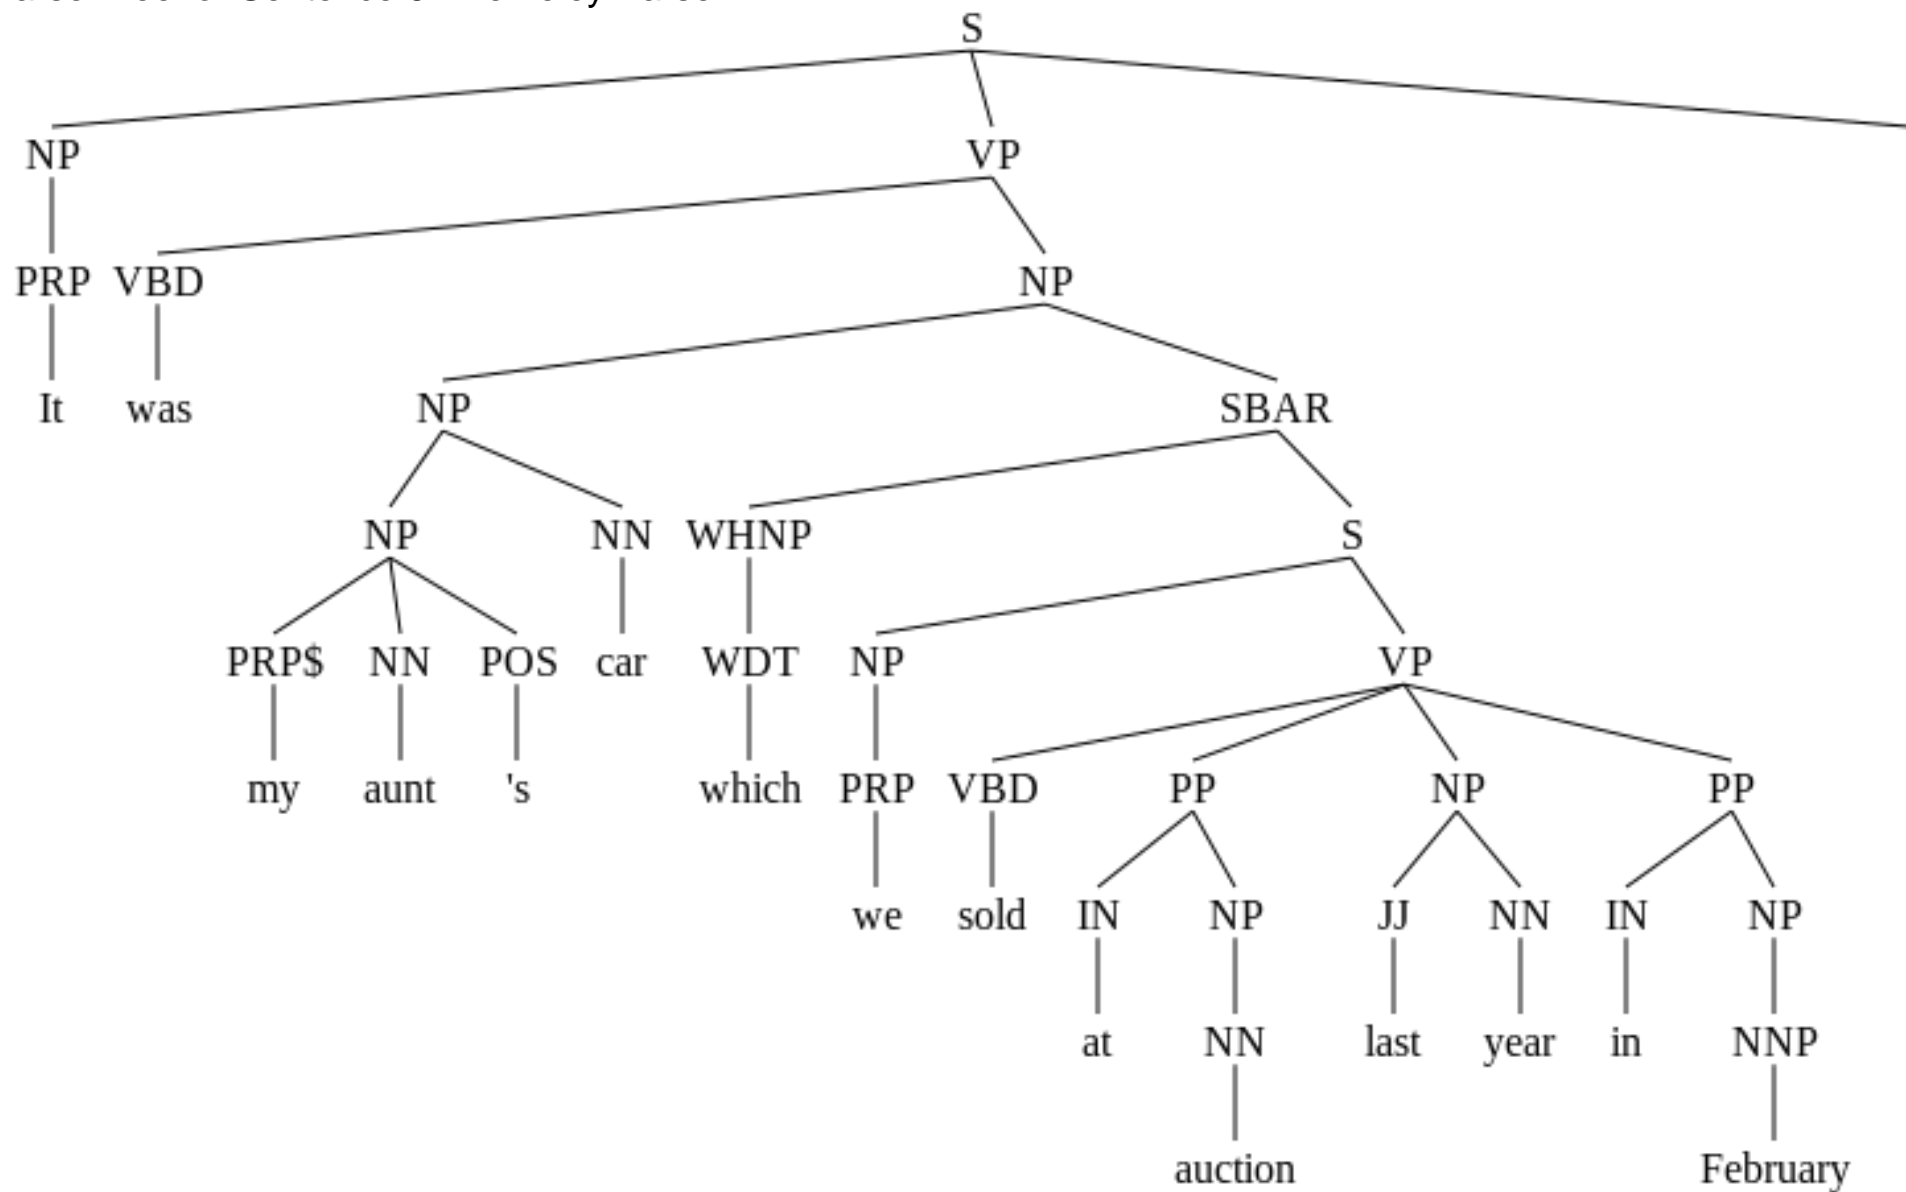 S
NP VP
PRP VBD NP
It was NP SBAR
NP NN WHNP S
PRP$ NN POS car WDT NP VP
my aunt 's which PRP VBD PP NP PP
we sold IN NP JJ NN IN NP
at NN last year in NNP
auction February